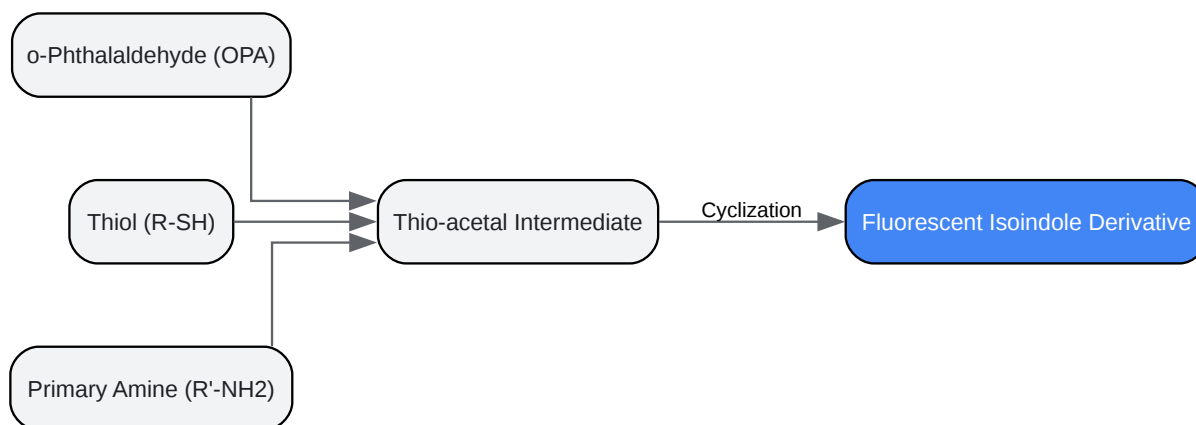 o-Phthalaldehyde (OPA)
Thiol (R-SH)
Thio-acetal Intermediate
Cyclization
Fluorescent Isoindole Derivative
Primary Amine (R'-NH2)